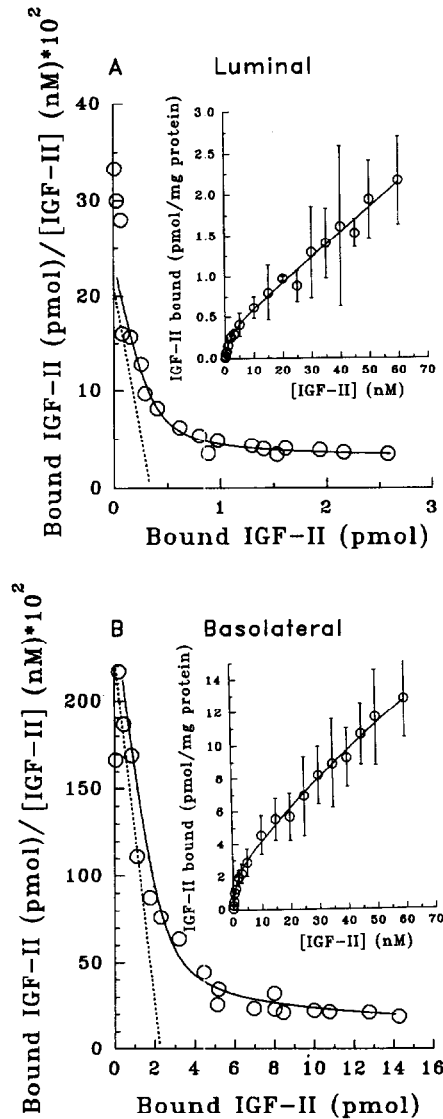 A Luminal
Bound IGF-II (pmol)/[IGF-II] (nM)*10²
40
30
20
10
0
0 1 2 3
Bound IGF-II (pmol)
IGF-II bound (pmol/mg protein)
3.0
2.5
2.0
1.5
1.0
0.5
0.0
0 10 20 30 40 50 60 70
[IGF-II] (nM)
B Basolateral
Bound IGF-II (pmol)/[IGF-II] (nM)*10²
200
150
100
50
0
0 2 4 6 8 10 12 14 16
Bound IGF-II (pmol)
IGF-II bound (pmol/mg protein)
14
12
10
8
6
4
2
0
0 10 20 30 40 50 60 70
[IGF-II] (nM)